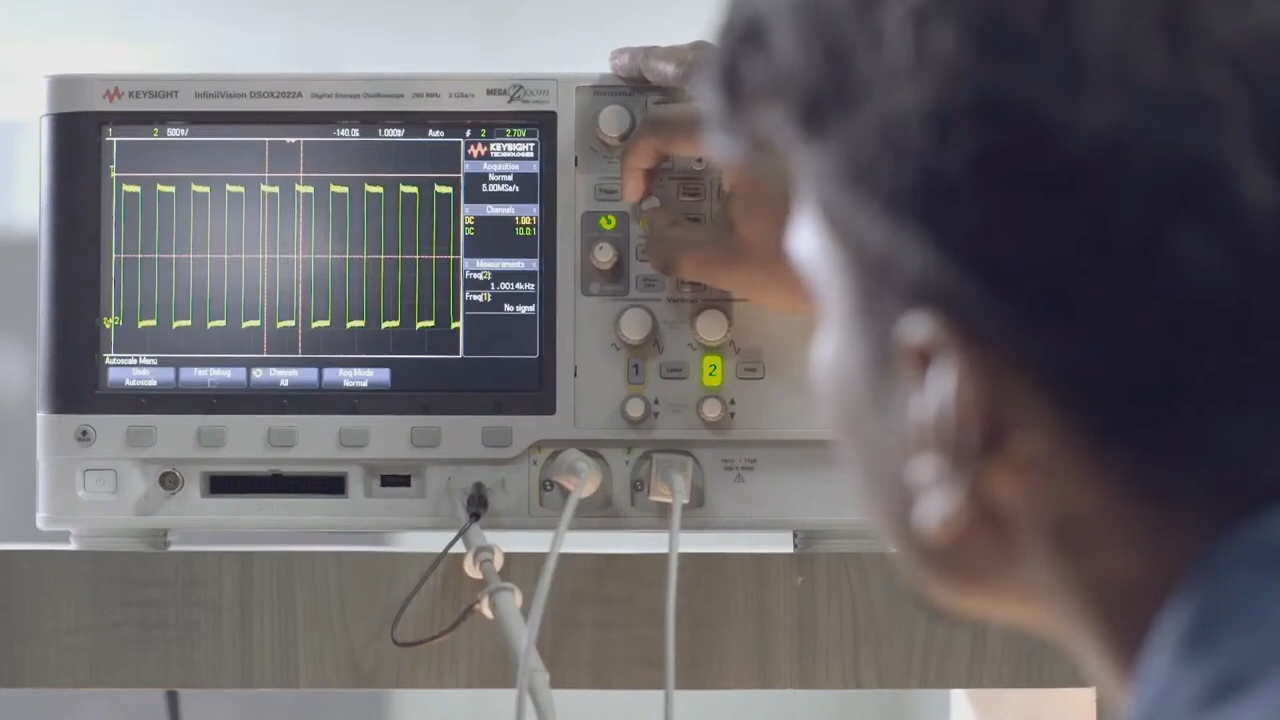 KEYSIGHT InfiniiVision DSOX2022A Digital Storage Oscilloscope 200 MHz 2 GSa/s MEGA Zoom
Horizontal
1 2 500V/ -140.0s 1.000s/ Auto 2 2.70V
KEYSIGHT
TECHNOLOGIES
Acquisition
Normal
5.00MSa/s
Channels
DC 1.00:1
DC 10.0:1
Measurements
Freq(2):
1.0014kHz
Freq(1):
No signal
Autoscale Menu
Undo
Autoscale
Fast Debug
Channels
All
Acq Mode
Normal
Vertical
1
2
X
Y